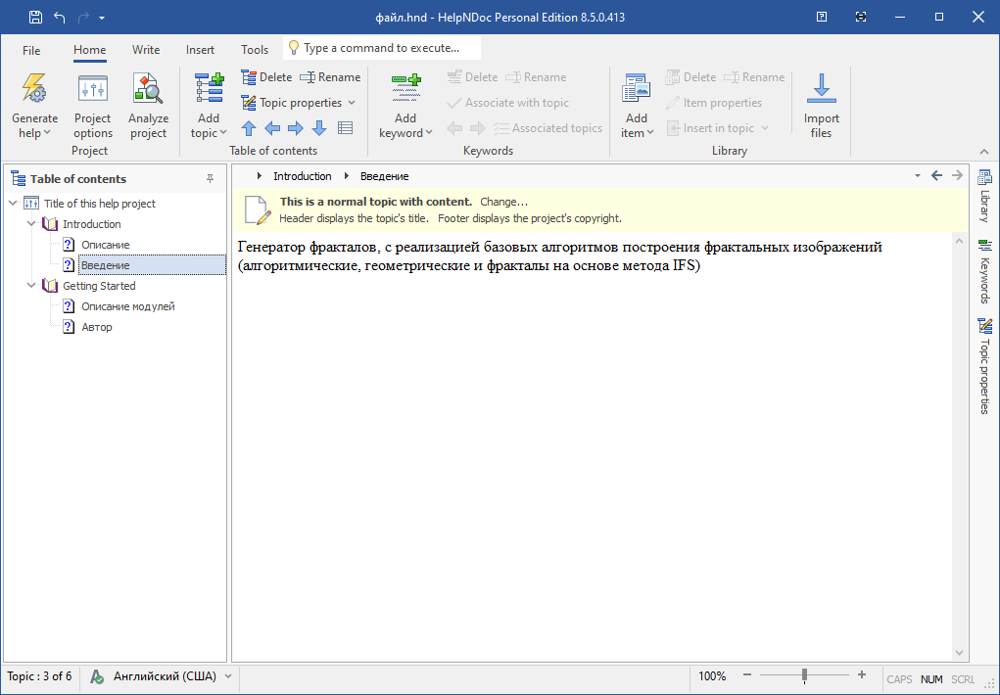 файл.hnd - HelpNDoc Personal Edition 8.5.0.413
File Home Write Insert Tools Type a command to execute...
Generate help
Project options
Analyze project
Project
Add topic
Delete Rename
Topic properties
Table of contents
Add keyword
Delete Rename
Associate with topic
Associated topics
Keywords
Add item
Delete Rename
Item properties
Insert in topic
Library
Import files
Table of contents
Title of this help project
Introduction
Описание
Введение
Getting Started
Описание модулей
Автор
Introduction Введение
This is a normal topic with content. Change...
Header displays the topic's title. Footer displays the project's copyright.
Генератор фракталов, с реализацией базовых алгоритмов построения фрактальных изображений
(алгоритмические, геометрические и фракталы на основе метода IFS)
Library
Keywords
Topic properties
Topic : 3 of 6 Английский (США) 100% CAPS NUM SCRL